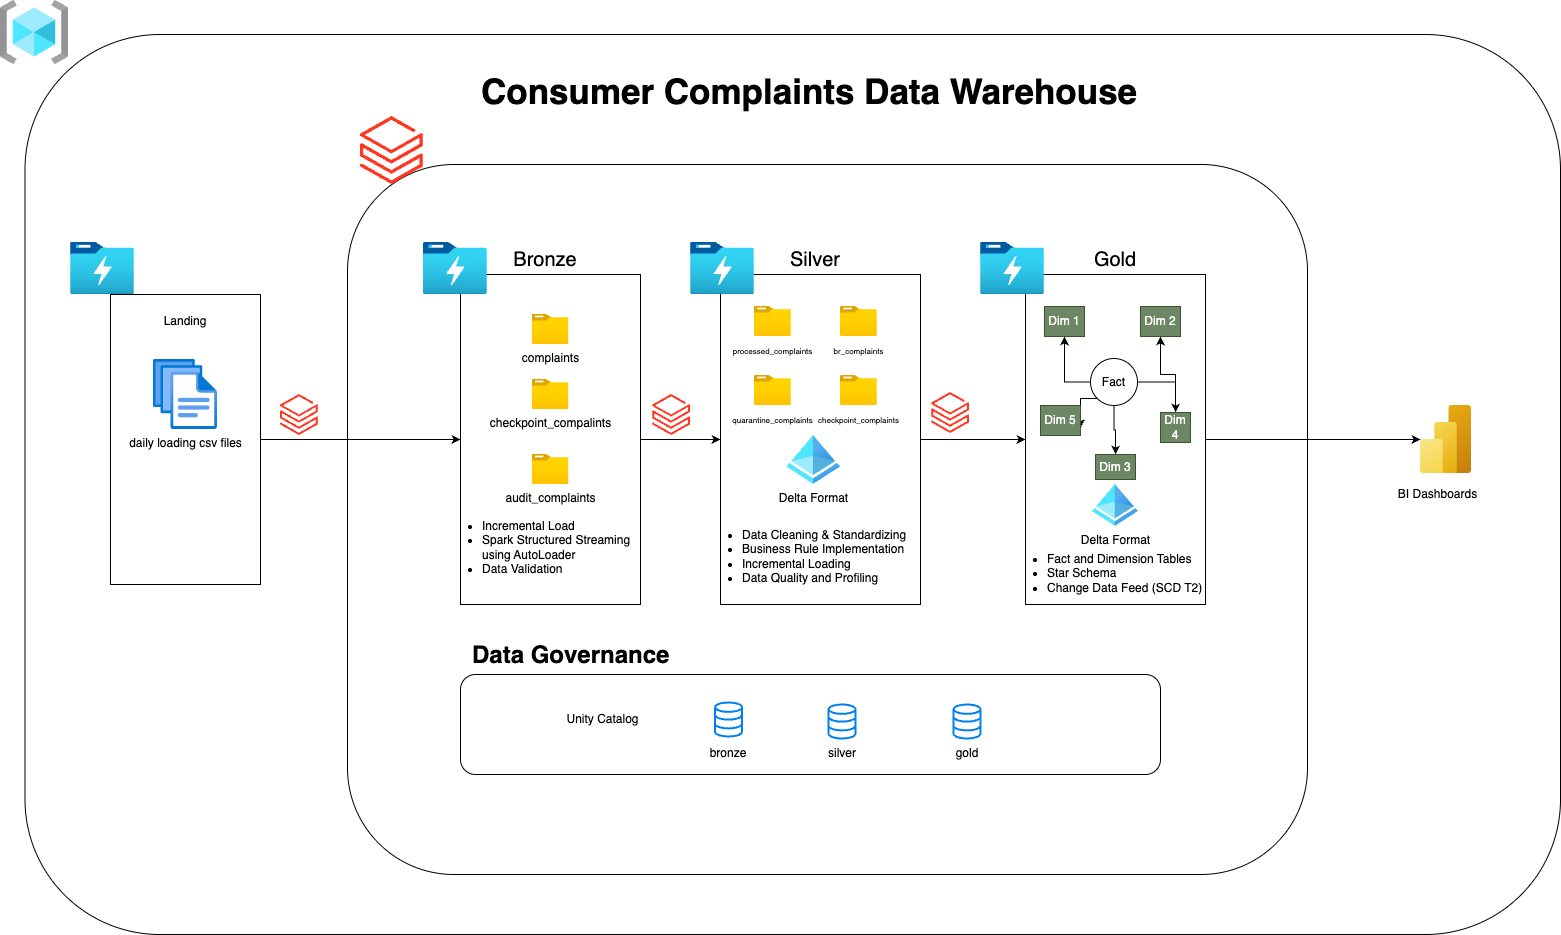 Consumer Complaints Data Warehouse
Landing
daily loading csv files
Bronze
complaints
checkpoint_compalints
audit_complaints
Incremental Load
Spark Structured Streaming
using AutoLoader
Data Validation
Silver
processed_complaints
br_complaints
quarantine_complaints
checkpoint_complaints
Delta Format
Data Cleaning & Standardizing
Business Rule Implementation
Incremental Loading
Data Quality and Profiling
Gold
Dim 1
Dim 2
Fact
Dim 5
Dim
4
Dim 3
Delta Format
Fact and Dimension Tables
Star Schema
Change Data Feed (SCD T2)
BI Dashboards
Data Governance
Unity Catalog
bronze
silver
gold